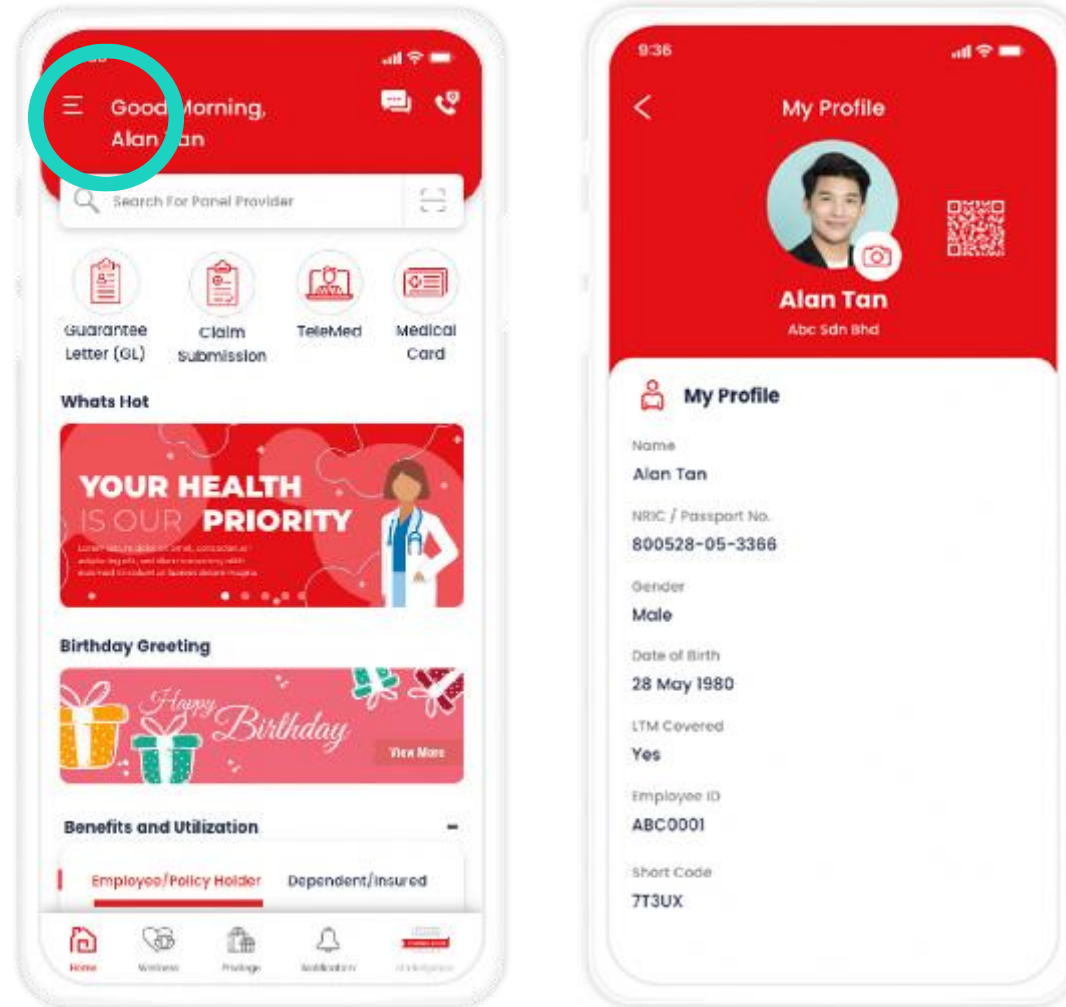 Good Morning,
Alan Tan
Search For Panel Provider
Guarantee
Letter (GL)
Claim
Submission
TeleMed
Medical
Card
Whats Hot
YOUR HEALTH
IS OUR PRIORITY
Birthday Greeting
Happy
Birthday
View More
Benefits and Utilization
Employee/Policy Holder
Dependent/Insured
Home
Wellness
Privilege
Notification
9:36
My Profile
Alan Tan
Abc Sdn Bhd
My Profile
Name
Alan Tan
NRIC / Passport No.
800528-05-3366
Gender
Male
Date of Birth
28 May 1980
LTM Covered
Yes
Employee ID
ABC0001
Short Code
7T3UX